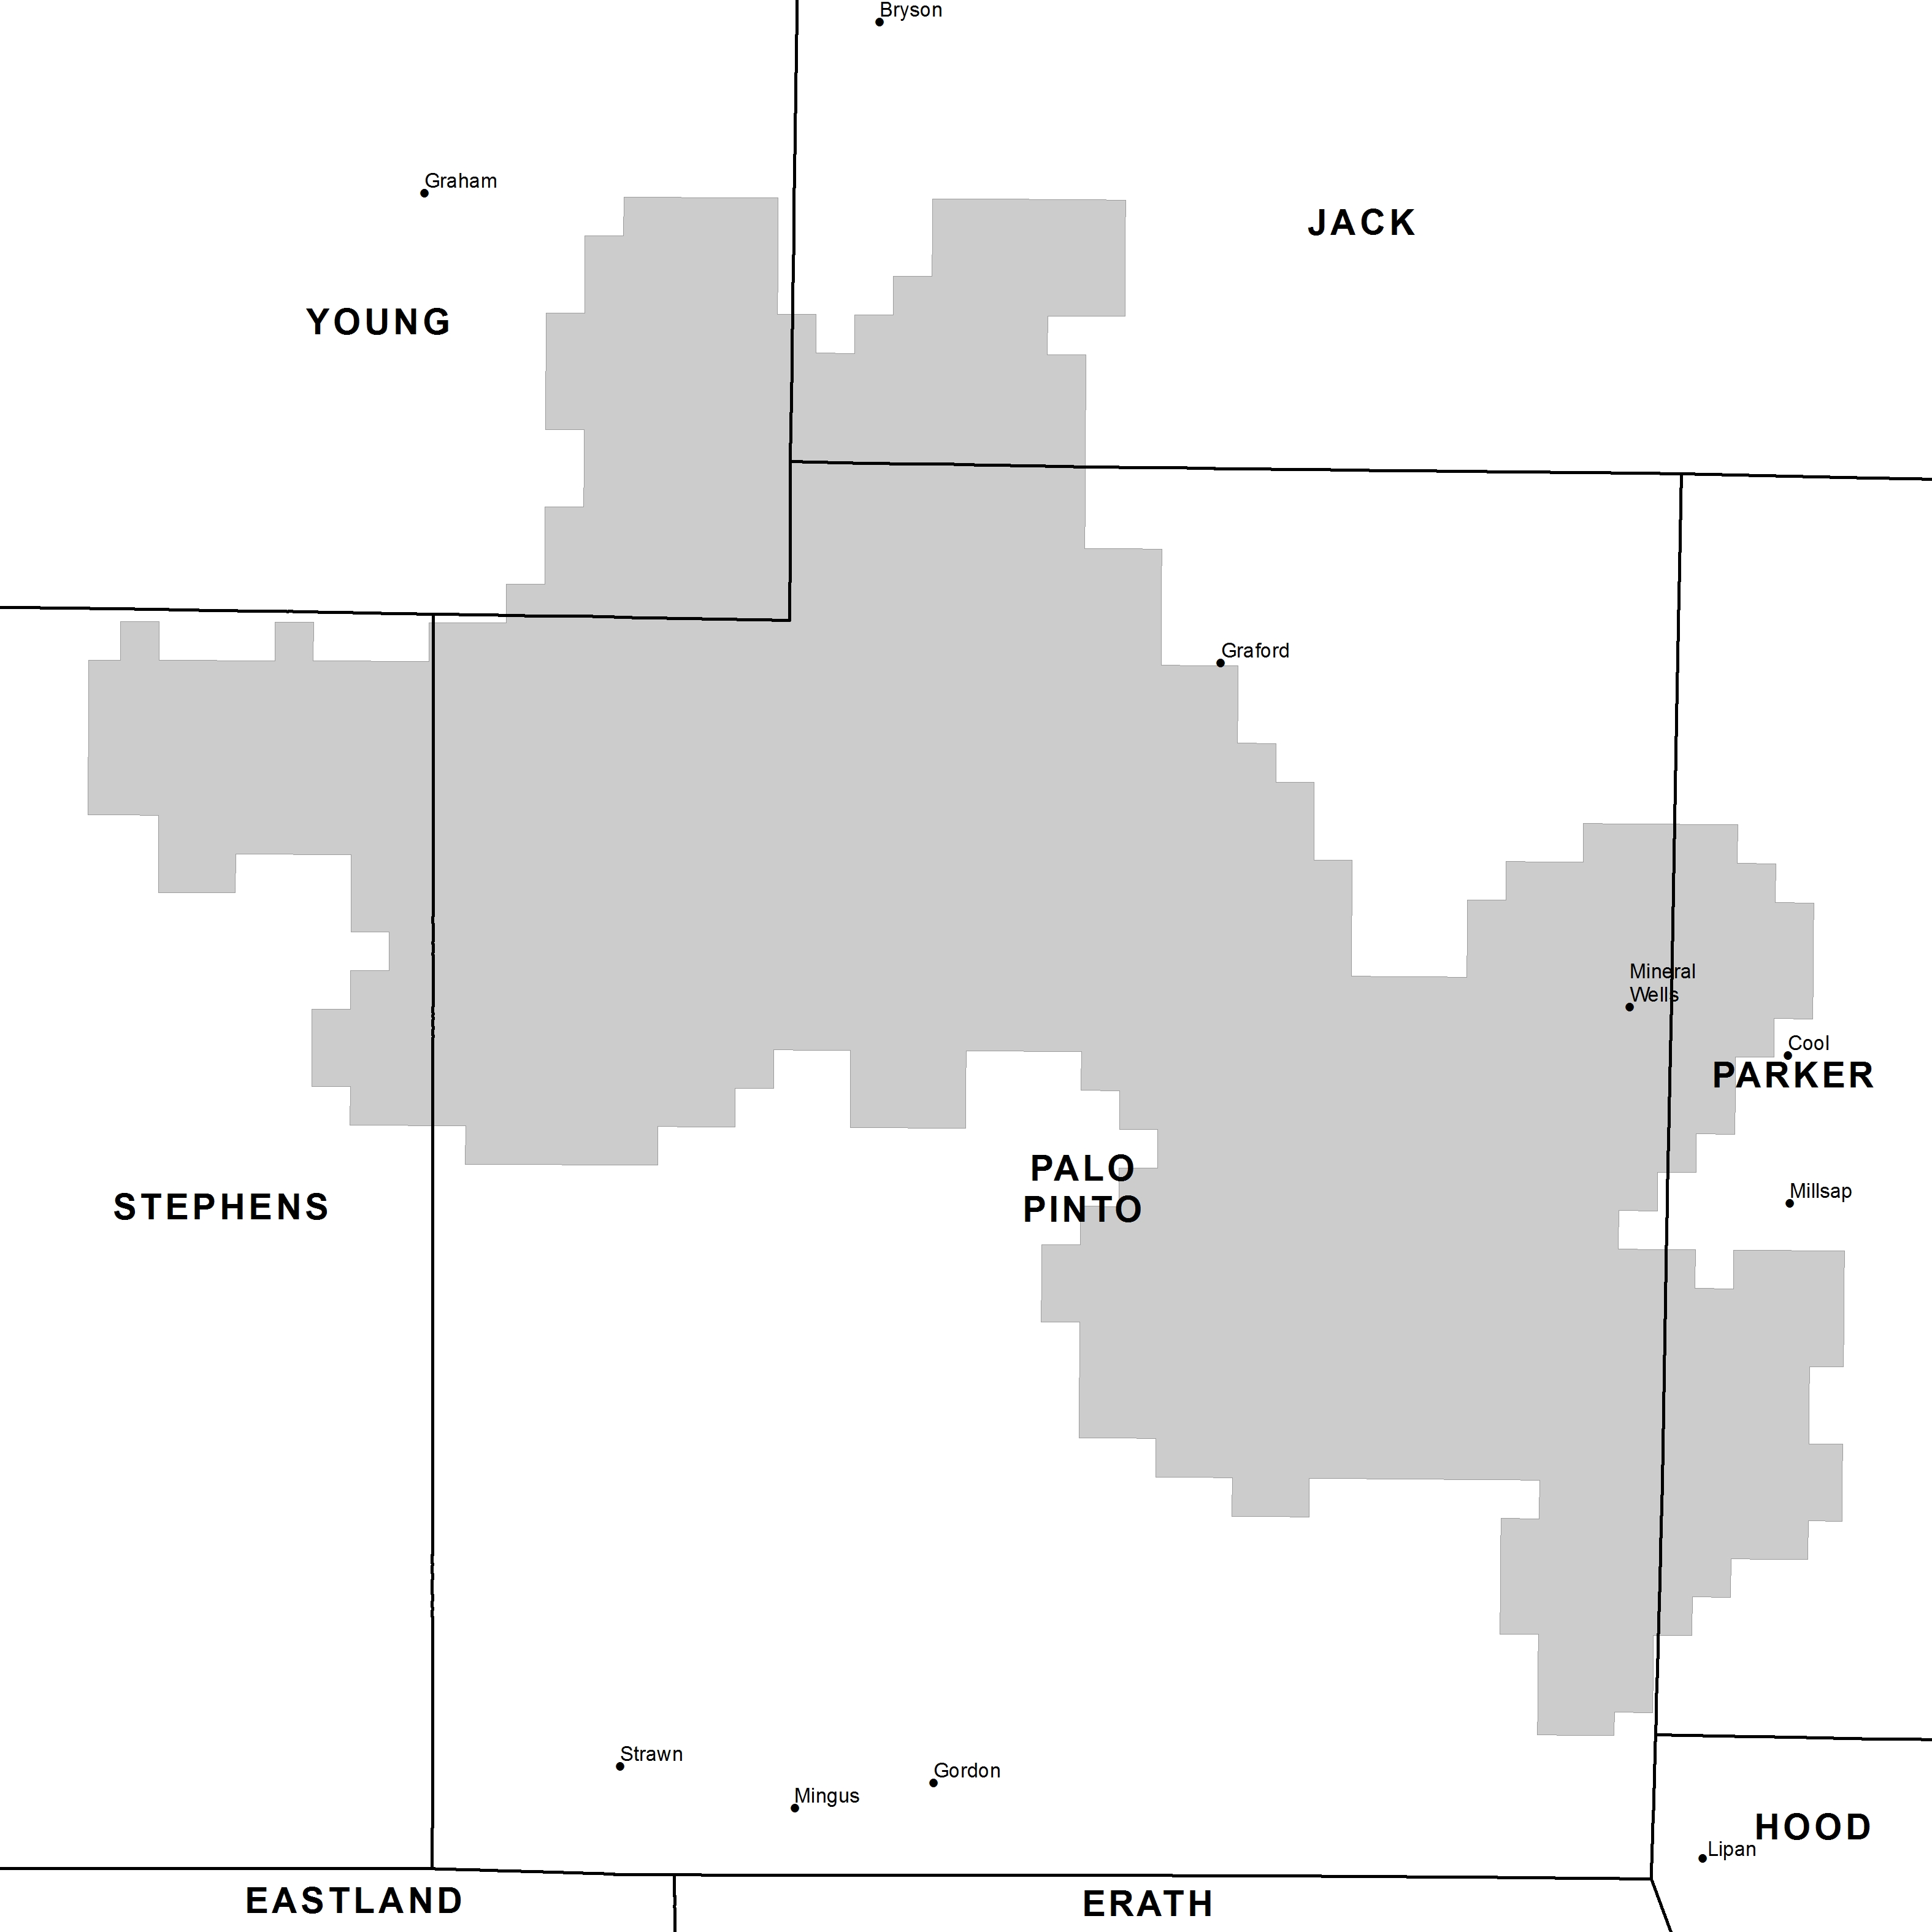 Bryson
Graham
JACK
YOUNG
Graford
Mineral
Wells
Cool
PARKER
PALO
PINTO
Millsap
STEPHENS
Strawn
Gordon
Mingus
HOOD
Lipan
EASTLAND
ERATH